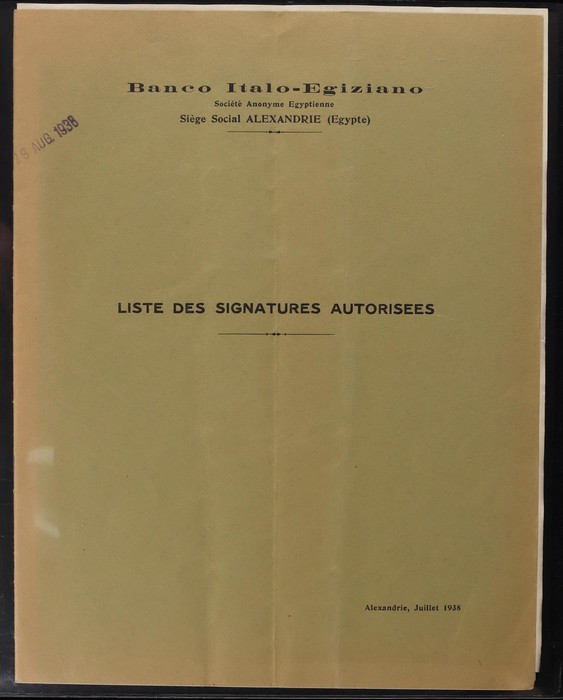 Banco Italo-Egiziano
Société Anonyme Egyptienne
Siège Social ALEXANDRIE (Egypte)
AUG. 1938
LISTE DES SIGNATURES AUTORISEES
Alexandrie, Juillet 1938